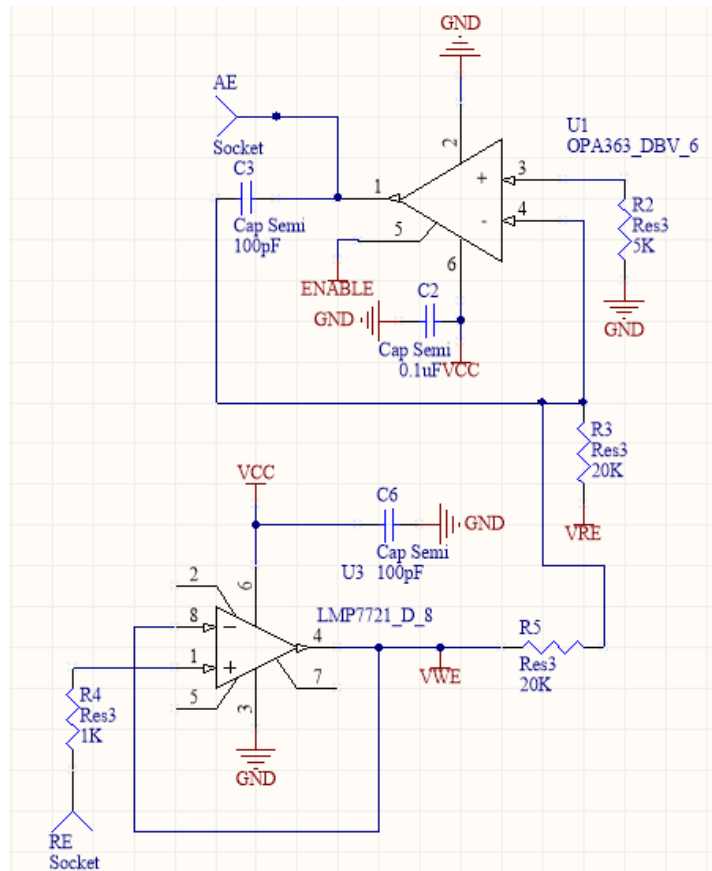 GND
AE
Socket
2
U1
OPA363_DBV_6
C3
Cap Semi
100pF
1
+
-
3
4
5
6
R2
Res3
5K
ENABLE
C2
GND
Cap Semi
0.1uF
VCC
GND
R3
Res3
20K
VRE
VCC
C6
GND
Cap Semi
100pF
U3
LMP7721_D_8
2
6
8
−
1
+
4
5
3
7
VWE
R5
Res3
20K
R4
Res3
1K
GND
RE
Socket